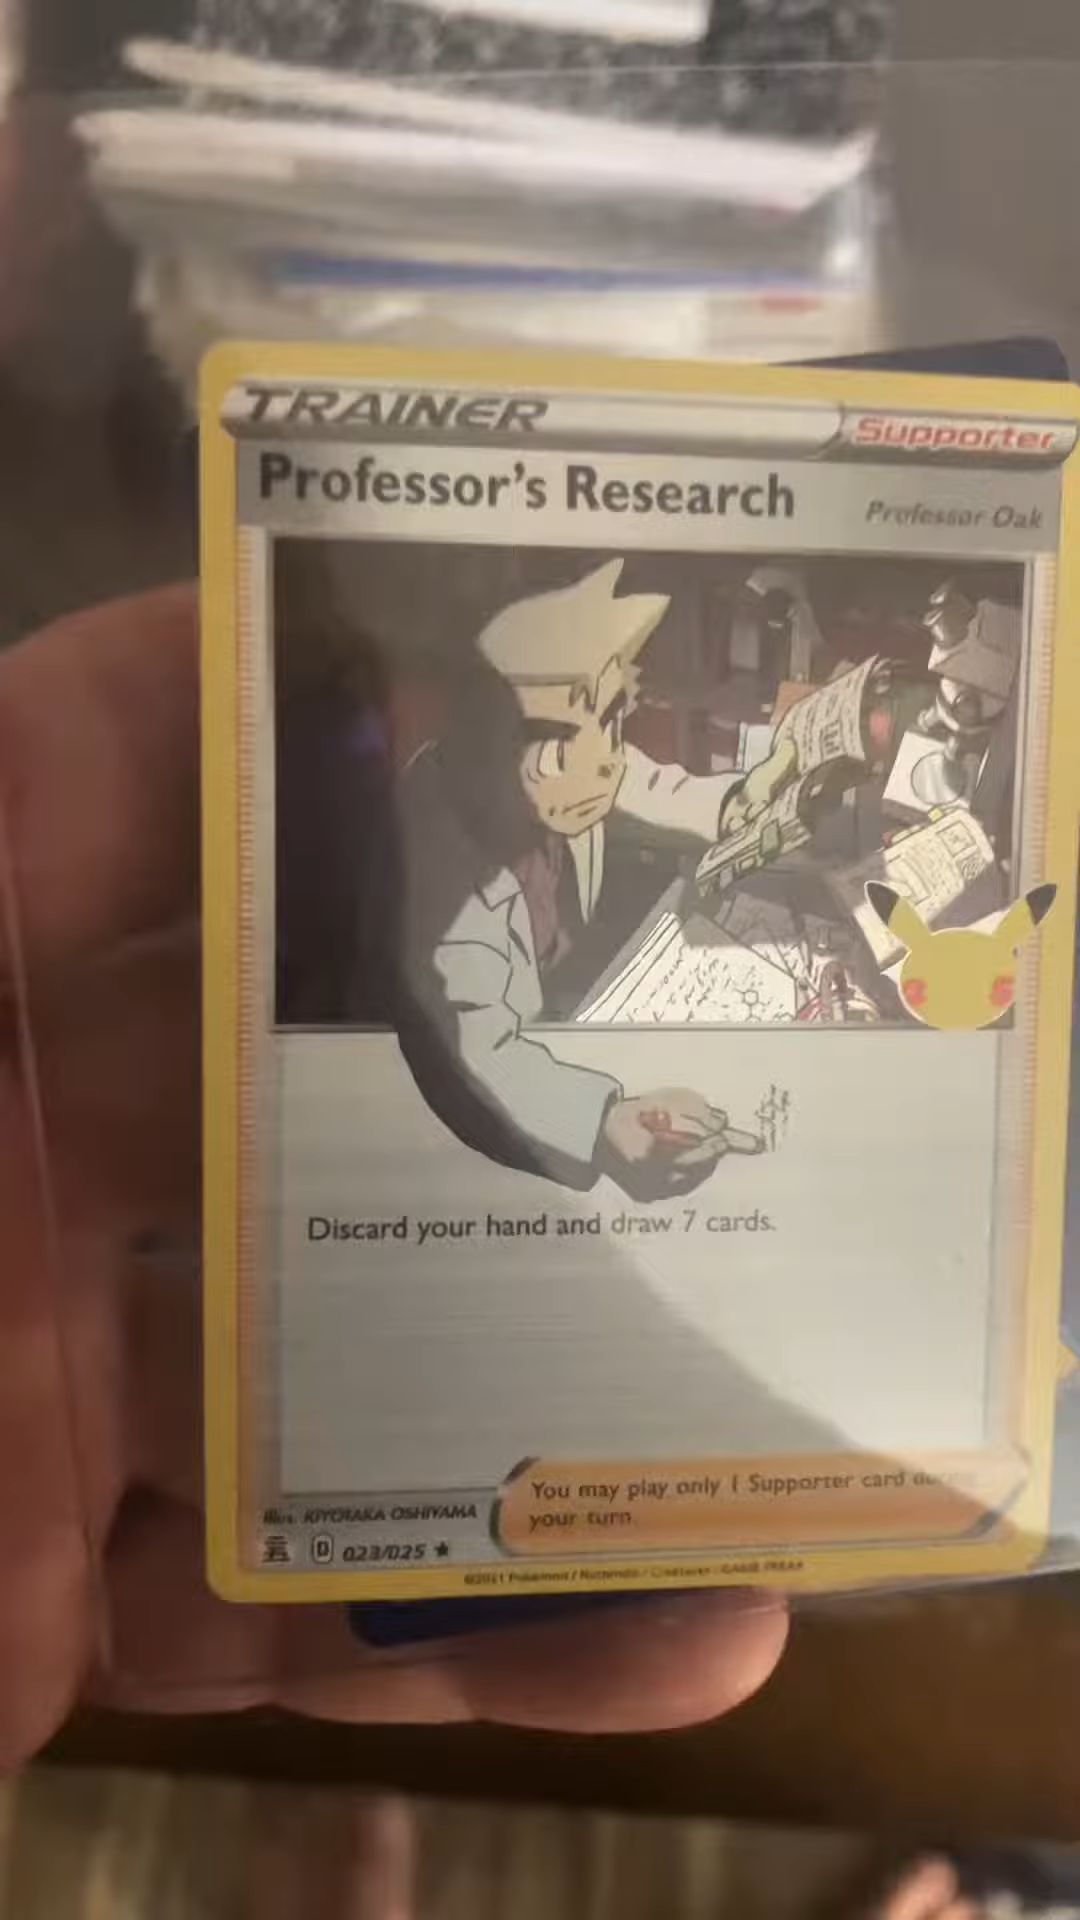 TRAINER
Supporter
Professor's Research
Professor Oak
Discard your hand and draw 7 cards.
You may play only 1 Supporter card during
your turn.
Illus. KIYOTAKA OSHIYAMA
D 023/025 ★
©2021 Pokémon / Nintendo / Creatures / GAME FREAK